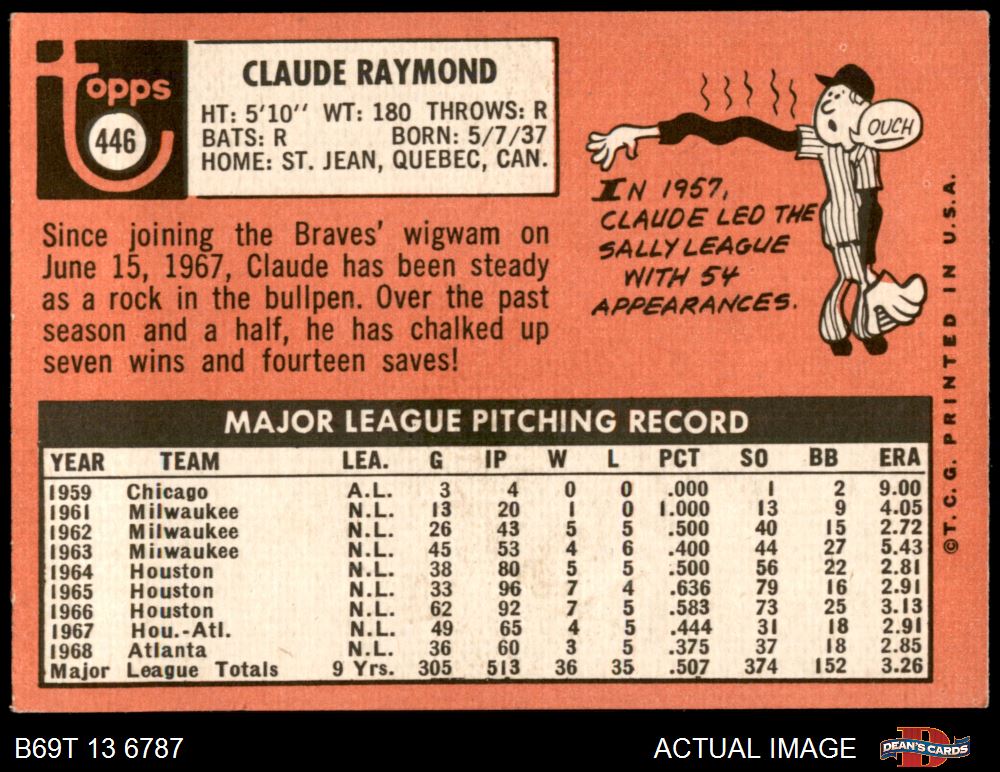 Topps
446
CLAUDE RAYMOND
HT: 5'10'' WT: 180 THROWS: R
BATS: R BORN: 5/7/37
HOME: ST. JEAN, QUEBEC, CAN.
Since joining the Braves' wigwam on
June 15, 1967, Claude has been steady
as a rock in the bullpen. Over the past
season and a half, he has chalked up
seven wins and fourteen saves!
OUCH
IN 1957,
CLAUDE LED THE
SALLY LEAGUE
WITH 54
APPEARANCES.
MAJOR LEAGUE PITCHING RECORD
YEAR TEAM LEA. G IP W L PCT SO BB ERA
1959 Chicago A.L. 3 4 0 0 .000 1 2 9.00
1961 Milwaukee N.L. 13 20 1 0 1.000 13 9 4.05
1962 Milwaukee N.L. 26 43 5 5 .500 40 15 2.72
1963 Milwaukee N.L. 45 53 4 6 .400 44 27 5.43
1964 Houston N.L. 38 80 5 5 .500 56 22 2.81
1965 Houston N.L. 33 96 7 4 .636 79 16 2.91
1966 Houston N.L. 62 92 7 5 .583 73 25 3.13
1967 Hou.-Atl. N.L. 49 65 4 5 .444 31 18 2.91
1968 Atlanta N.L. 36 60 3 5 .375 37 18 2.85
Major League Totals 9 Yrs. 305 513 36 35 .507 374 152 3.26
©T. C. G. PRINTED IN U.S.A.
B69T 13 6787
ACTUAL IMAGE
DEAN'S CARDS